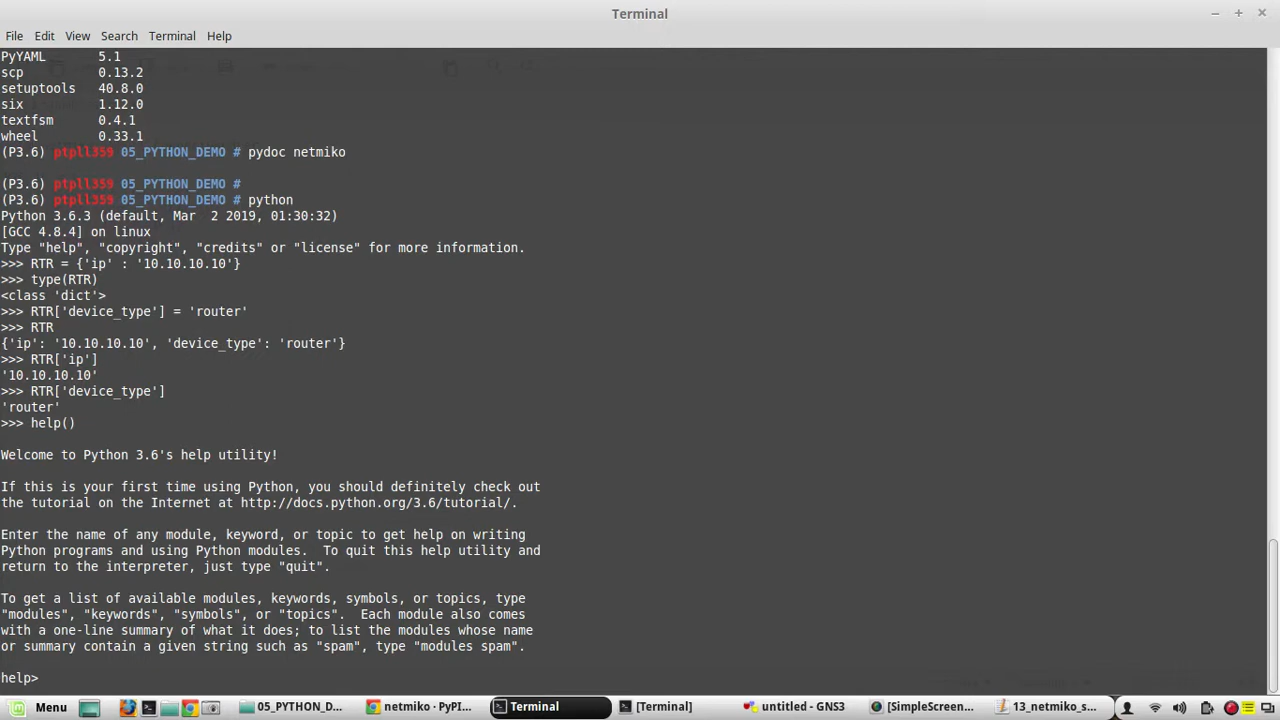 Terminal
File Edit View Search Terminal Help
PyYAML       5.1
scp          0.13.2
setuptools   40.8.0
six          1.12.0
textfsm      0.4.1
wheel        0.33.1
(P3.6) ptpll359 05_PYTHON_DEMO # pydoc netmiko
(P3.6) ptpll359 05_PYTHON_DEMO #
(P3.6) ptpll359 05_PYTHON_DEMO # python
Python 3.6.3 (default, Mar  2 2019, 01:30:32)
[GCC 4.8.4] on linux
Type "help", "copyright", "credits" or "license" for more information.
>>> RTR = {'ip' : '10.10.10.10'}
>>> type(RTR)
<class 'dict'>
>>> RTR['device_type'] = 'router'
>>> RTR
{'ip': '10.10.10.10', 'device_type': 'router'}
>>> RTR['ip']
'10.10.10.10'
>>> RTR['device_type']
'router'
>>> help()
Welcome to Python 3.6's help utility!
If this is your first time using Python, you should definitely check out
the tutorial on the Internet at http://docs.python.org/3.6/tutorial/.
Enter the name of any module, keyword, or topic to get help on writing
Python programs and using Python modules.  To quit this help utility and
return to the interpreter, just type "quit".
To get a list of available modules, keywords, symbols, or topics, type
"modules", "keywords", "symbols", or "topics".  Each module also comes
with a one-line summary of what it does; to list the modules whose name
or summary contain a given string such as "spam", type "modules spam".
help>
Menu 05_PYTHON_D... netmiko · PyPI... Terminal [Terminal] untitled - GNS3 [SimpleScreen... 13_netmiko_s...